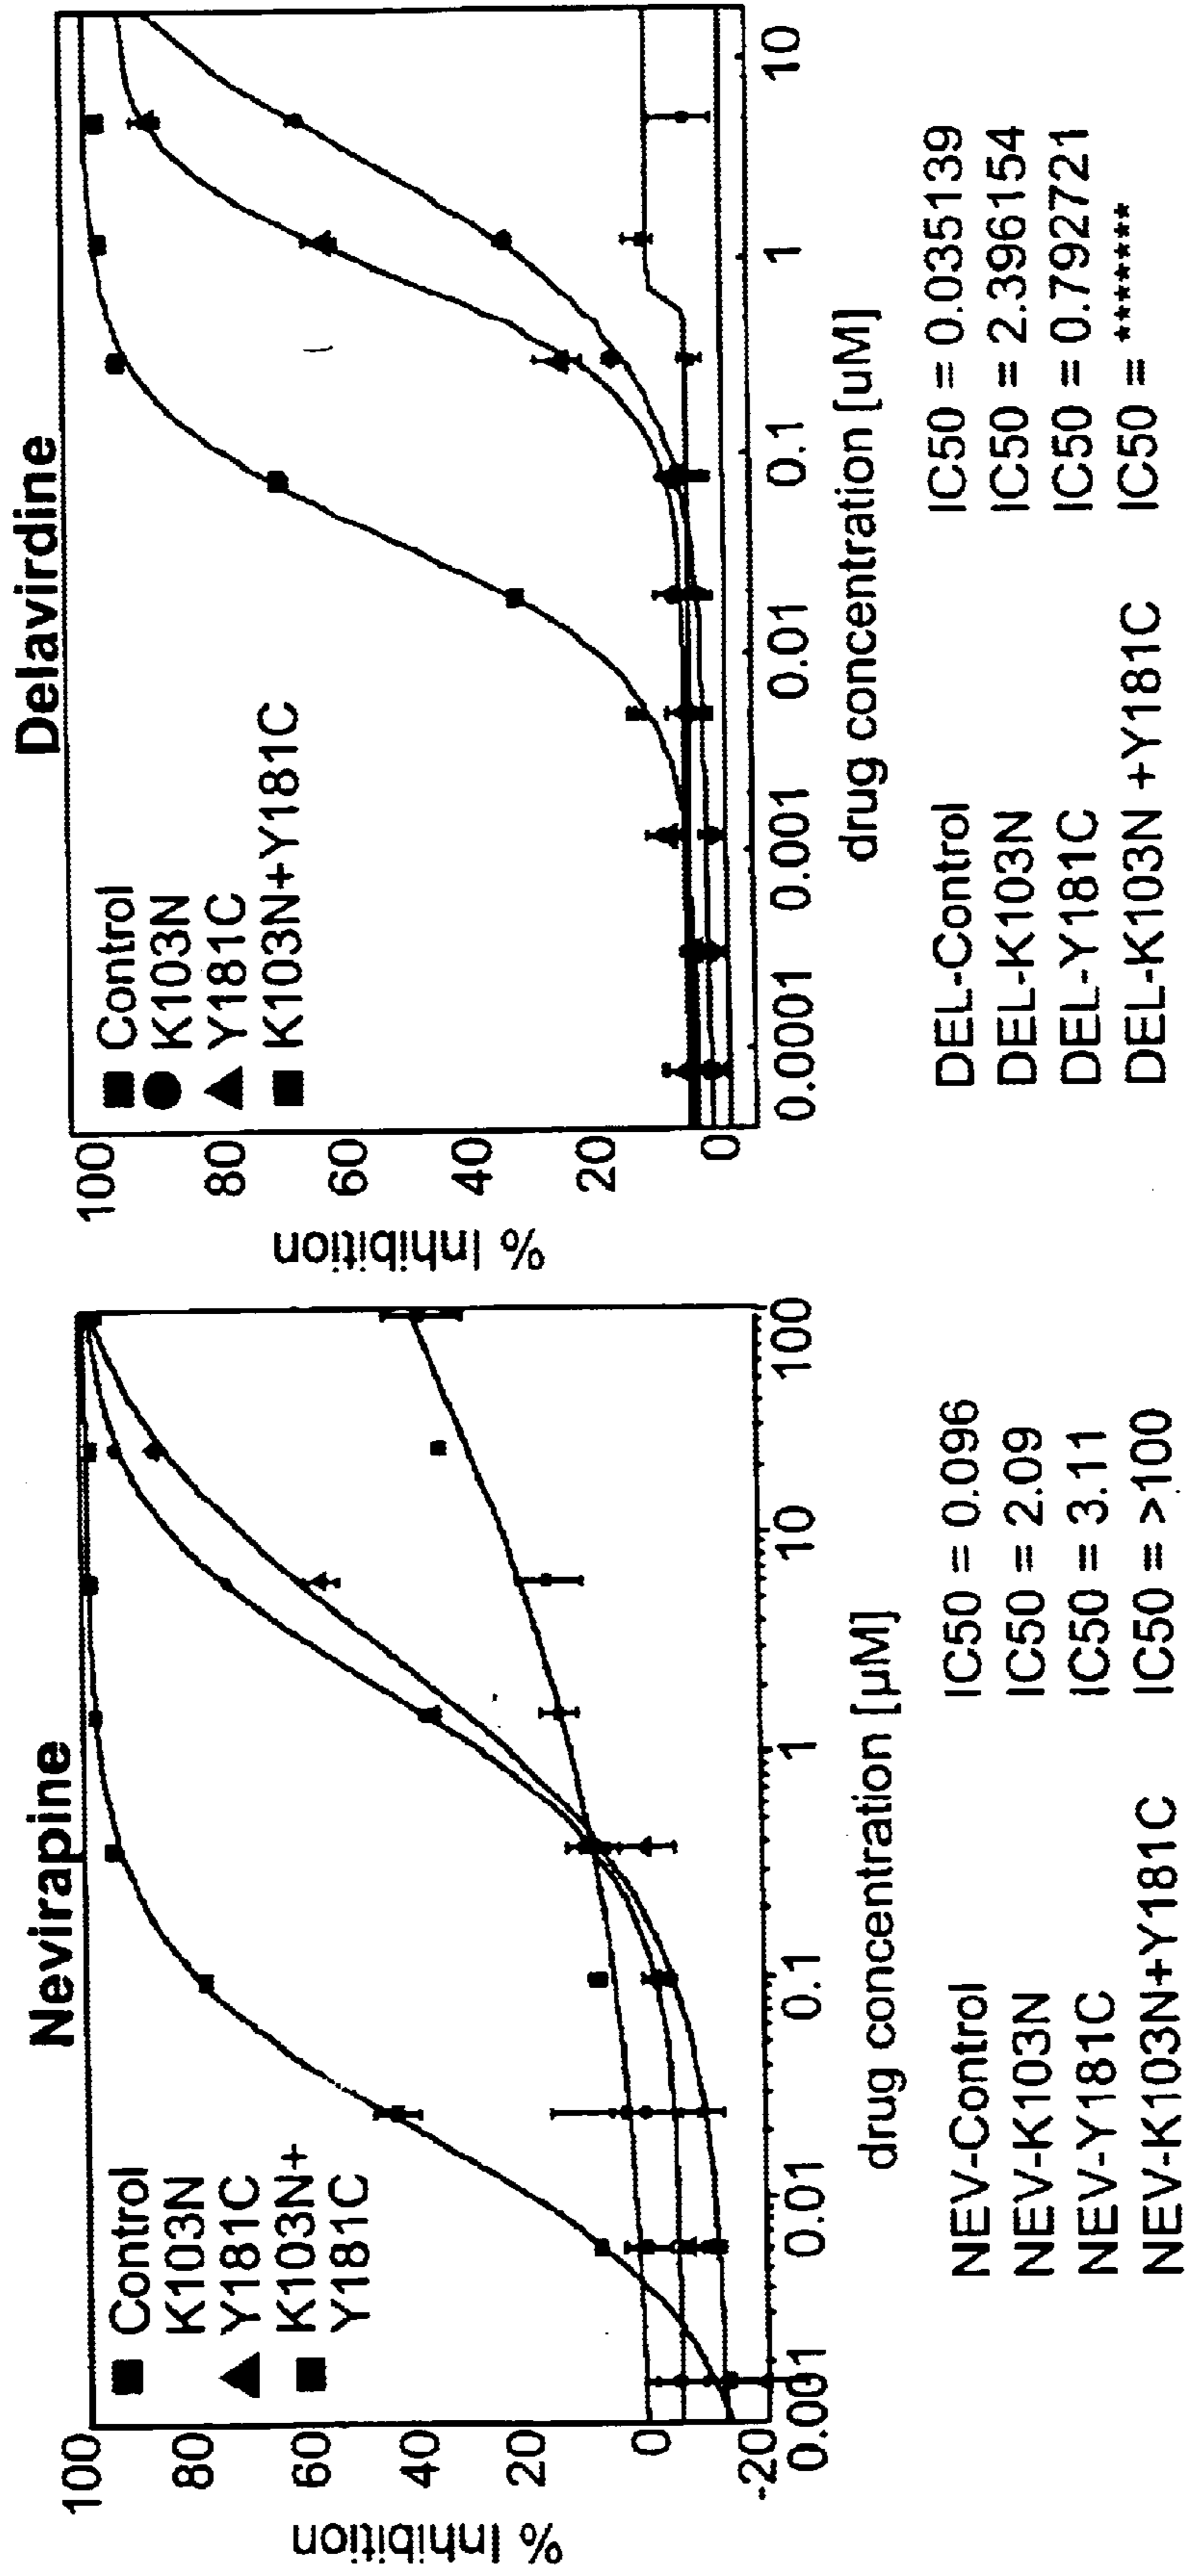 Nevirapine
% Inhibition
100
80
60
40
20
0
-20
Control
K103N
Y181C
K103N+
Y181C
0.001
0.01
0.1
1
10
100
drug concentration [µM]
NEV-Control IC50 = 0.096
NEV-K103N IC50 = 2.09
NEV-Y181C IC50 = 3.11
NEV-K103N+Y181C IC50 = >100
Delavirdine
% Inhibition
100
80
60
40
20
0
Control
K103N
Y181C
K103N+Y181C
0.0001
0.001
0.01
0.1
1
10
drug concentration [uM]
DEL-Control IC50 = 0.035139
DEL-K103N IC50 = 2.396154
DEL-Y181C IC50 = 0.792721
DEL-K103N +Y181C IC50 = *******